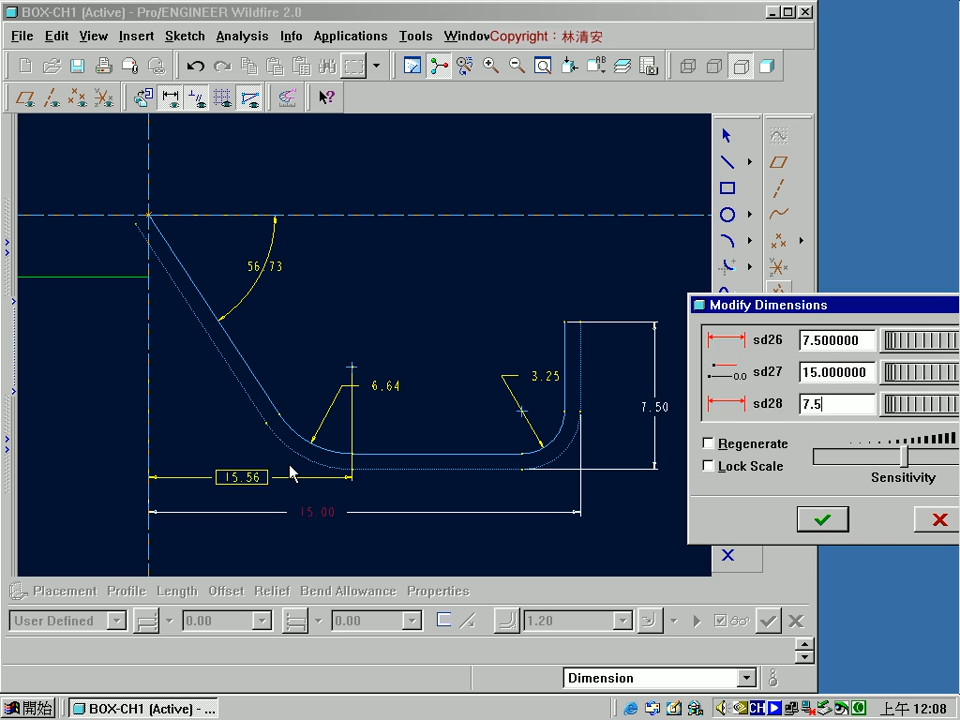 BOX-CH1 (Active) - Pro/ENGINEER Wildfire 2.0
File Edit View Insert Sketch Analysis Info Applications Tools Window
Copyright：林清安
56.73
6.64
3.25
7.50
15.56
15.00
Modify Dimensions
sd26 7.500000
0.0 sd27 15.000000
sd28 7.5
Regenerate
Lock Scale
Sensitivity
Placement Profile Length Offset Relief Bend Allowance Properties
User Defined 0.00 0.00 1.20
Dimension
開始 BOX-CH1 (Active) - ... CH 上午 12:08